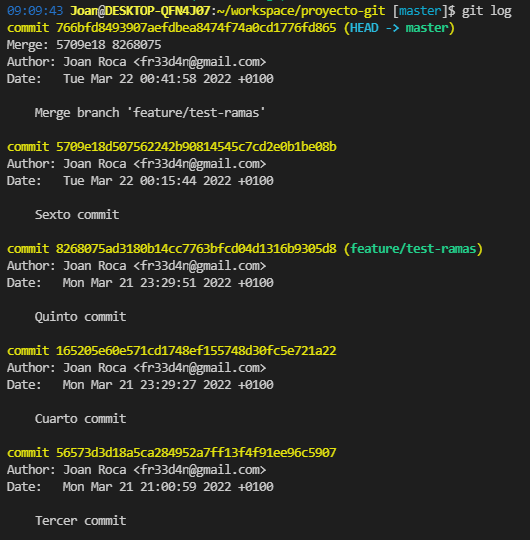 09:09:43 Joan@DESKTOP-QFN4J07:~/workspace/proyecto-git [master]$ git log
commit 766bfd8493907aefdbea8474f74a0cd1776fd865 (HEAD -> master)
Merge: 5709e18 8268075
Author: Joan Roca <fr33d4n@gmail.com>
Date:   Tue Mar 22 00:41:58 2022 +0100

    Merge branch 'feature/test-ramas'

commit 5709e18d507562242b90814545c7cd2e0b1be08b
Author: Joan Roca <fr33d4n@gmail.com>
Date:   Tue Mar 22 00:15:44 2022 +0100

    Sexto commit

commit 8268075ad3180b14cc7763bfcd04d1316b9305d8 (feature/test-ramas)
Author: Joan Roca <fr33d4n@gmail.com>
Date:   Mon Mar 21 23:29:51 2022 +0100

    Quinto commit

commit 165205e60e571cd1748ef155748d30fc5e721a22
Author: Joan Roca <fr33d4n@gmail.com>
Date:   Mon Mar 21 23:29:27 2022 +0100

    Cuarto commit

commit 56573d3d18a5ca284952a7ff13f4f91ee96c5907
Author: Joan Roca <fr33d4n@gmail.com>
Date:   Mon Mar 21 21:00:59 2022 +0100

    Tercer commit